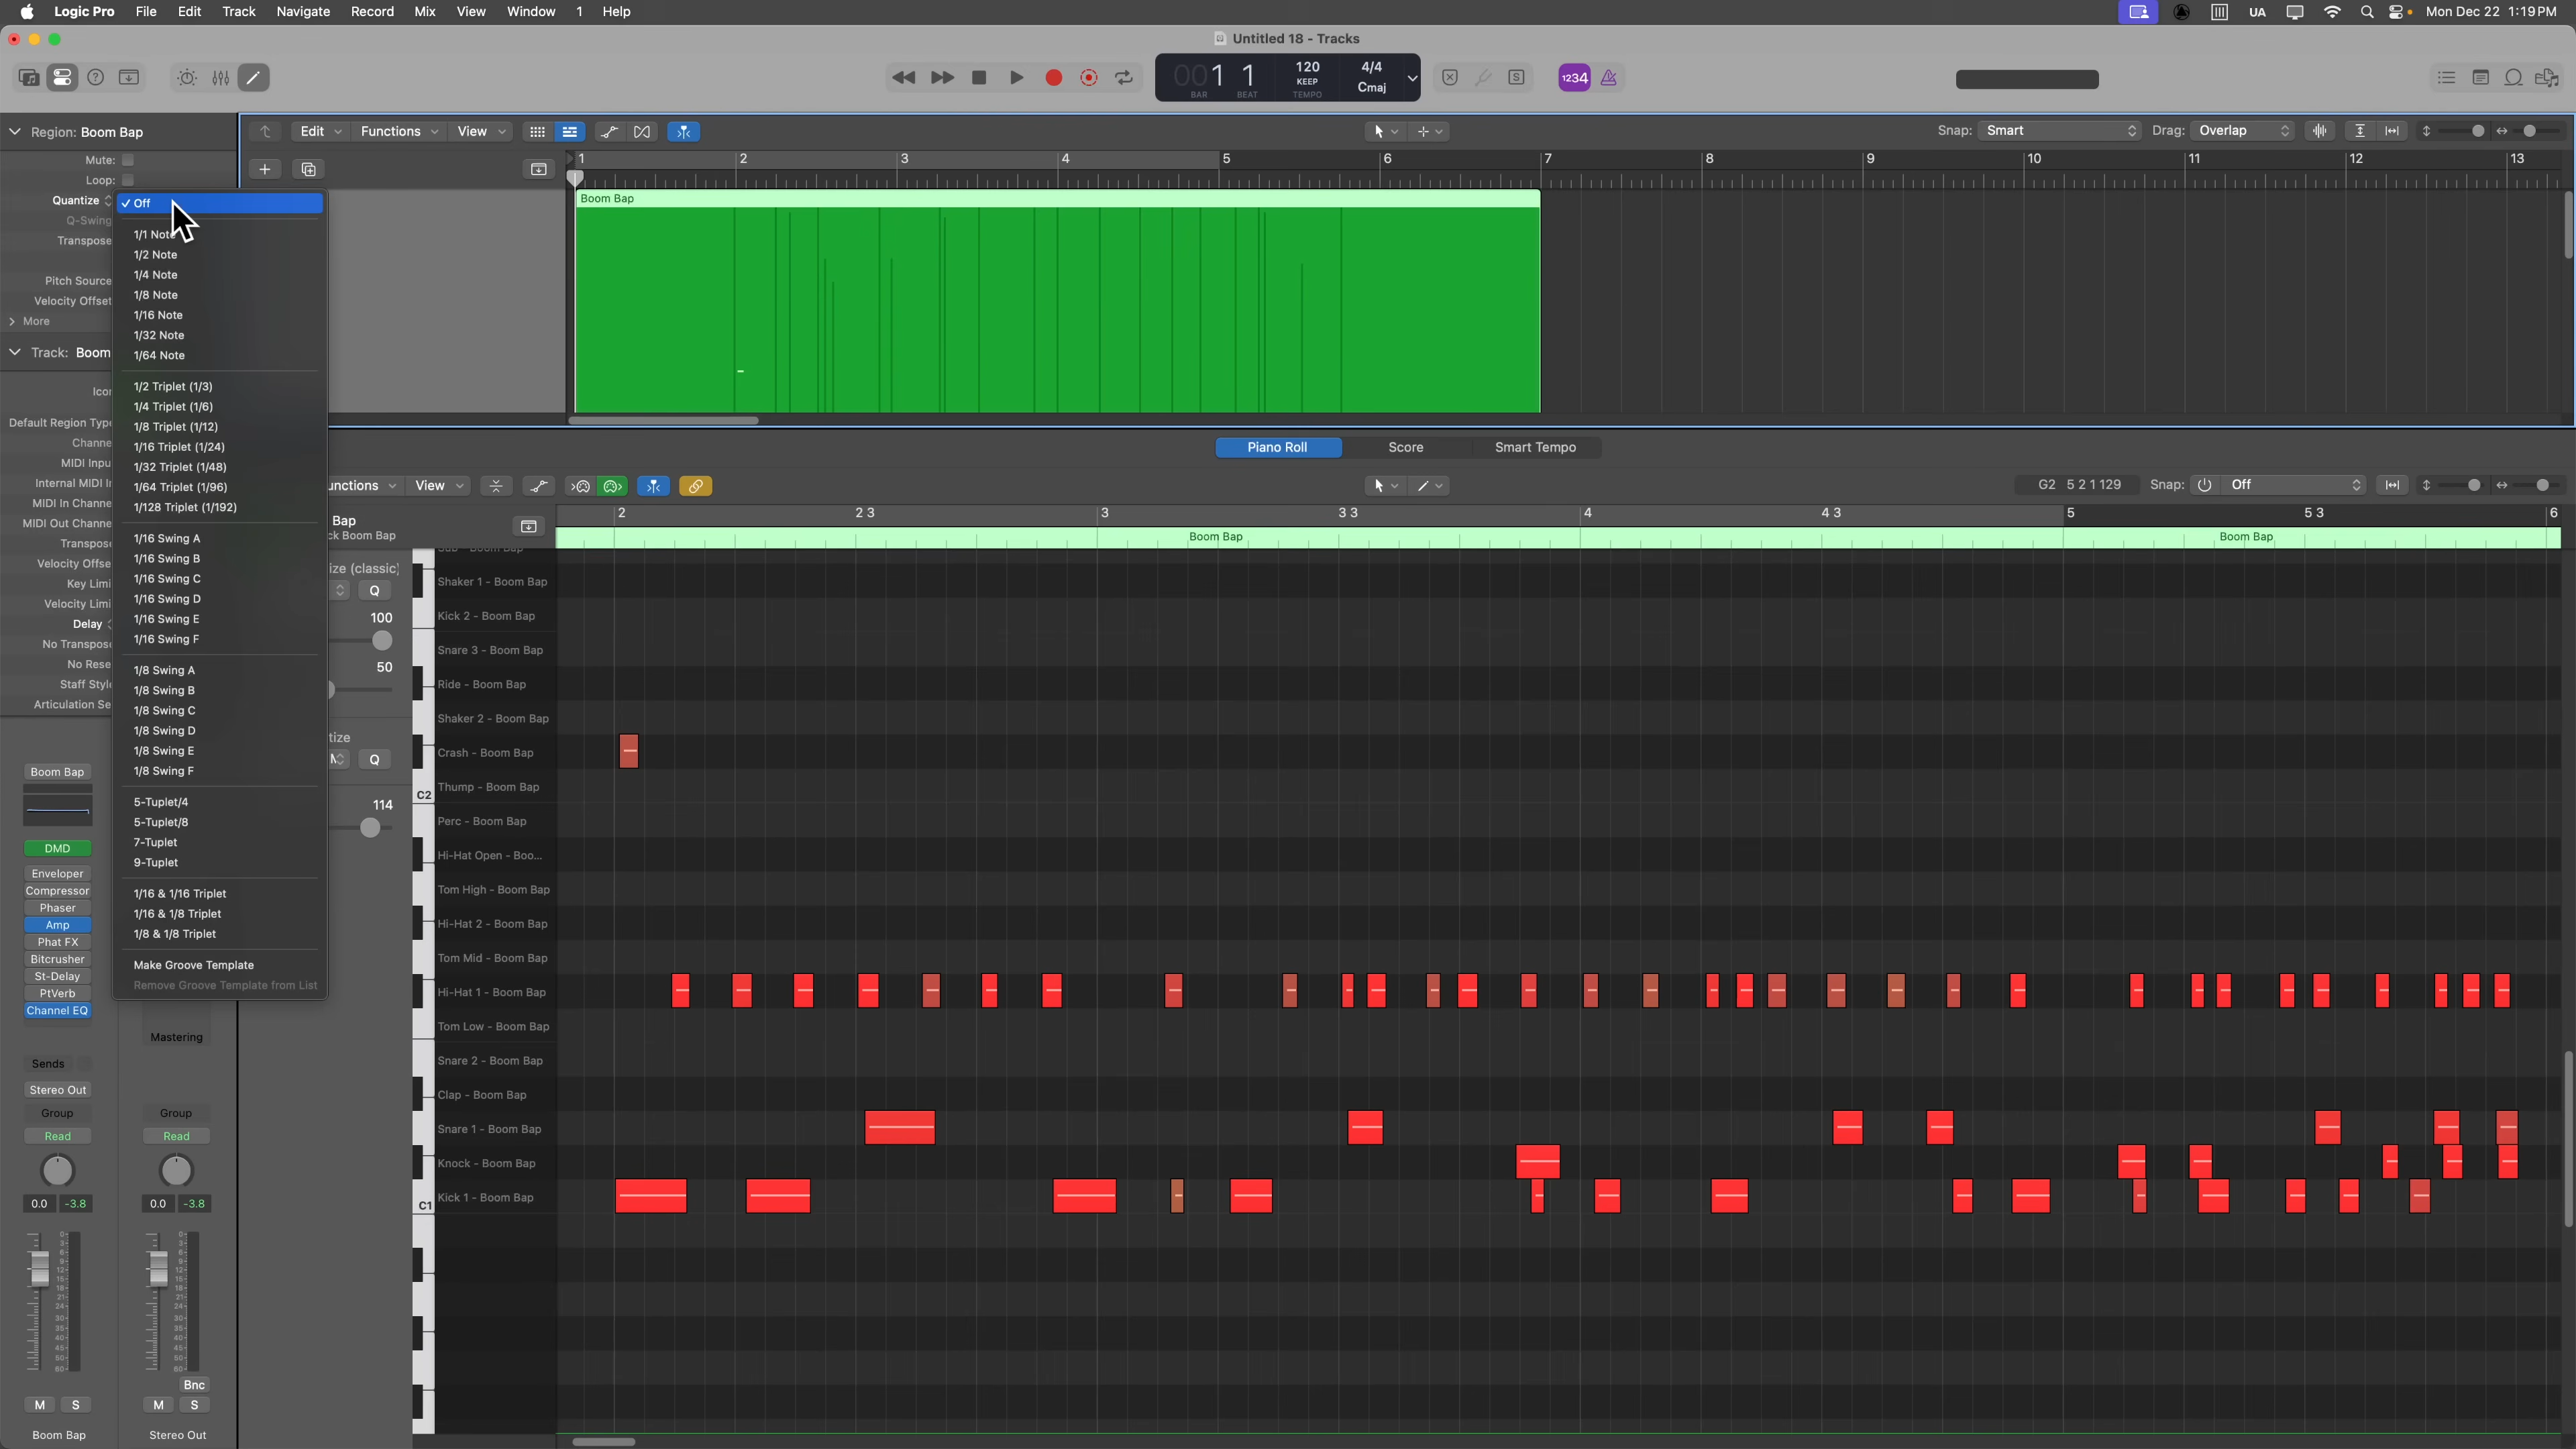 Logic Pro File Edit Track Navigate Record Mix View Window 1 Help
UA Mon Dec 22 1:19 PM
Untitled 18 - Tracks
001 1 120 4/4
KEEP Cmaj
BAR BEAT TEMPO
1234
Region: Boom Bap
Edit Functions View
Snap: Smart Drag: Overlap
Mute:
Loop:
Quantize
Q-Swing
Transpose
Pitch Source
Velocity Offset
More
1 2 3 4 5 6 7 8 9 10 11 12 13
Boom Bap
Off
1/1 Note
1/2 Note
1/4 Note
1/8 Note
1/16 Note
1/32 Note
1/64 Note
1/2 Triplet (1/3)
1/4 Triplet (1/6)
1/8 Triplet (1/12)
1/16 Triplet (1/24)
1/32 Triplet (1/48)
1/64 Triplet (1/96)
1/128 Triplet (1/192)
1/16 Swing A
1/16 Swing B
1/16 Swing C
1/16 Swing D
1/16 Swing E
1/16 Swing F
1/8 Swing A
1/8 Swing B
1/8 Swing C
1/8 Swing D
1/8 Swing E
1/8 Swing F
5-Tuplet/4
5-Tuplet/8
7-Tuplet
9-Tuplet
1/16 & 1/16 Triplet
1/16 & 1/8 Triplet
1/8 & 1/8 Triplet
Make Groove Template
Remove Groove Template from List
Track: Boom
Icon
Default Region Type
Channe
MIDI Inpu
Internal MIDI I
MIDI In Channe
MIDI Out Channe
Transpos
Velocity Offse
Key Limi
Velocity Limi
Delay
No Transpos
No Rese
Staff Styl
Articulation Se
Piano Roll Score Smart Tempo
unctions View
G2 5 2 1 129 Snap: Off
Bap
ck Boom Bap
2 2 3 3 3 3 4 4 3 5 5 3 6
Boom Bap Boom Bap
ize (classic)
Q
100
50
tize
Q
114
C2
C1
Shaker 1 - Boom Bap
Kick 2 - Boom Bap
Snare 3 - Boom Bap
Ride - Boom Bap
Shaker 2 - Boom Bap
Crash - Boom Bap
Thump - Boom Bap
Perc - Boom Bap
Hi-Hat Open - Boo...
Tom High - Boom Bap
Hi-Hat 2 - Boom Bap
Tom Mid - Boom Bap
Hi-Hat 1 - Boom Bap
Tom Low - Boom Bap
Snare 2 - Boom Bap
Clap - Boom Bap
Snare 1 - Boom Bap
Knock - Boom Bap
Kick 1 - Boom Bap
Boom Bap
DMD
Enveloper
Compressor
Phaser
Amp
Phat FX
Bitcrusher
St-Delay
PtVerb
Channel EQ
Mastering
Sends
Stereo Out
Group Group
Read Read
0.0 -3.8 0.0 -3.8
Bnc
M S M S
Boom Bap Stereo Out